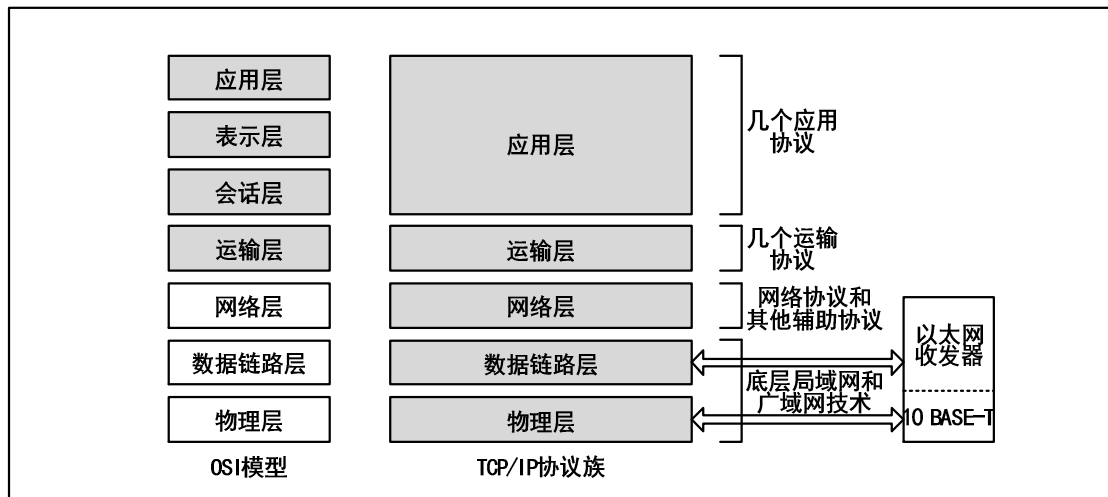 应用层
表示层
会话层
运输层
网络层
数据链路层
物理层
OSI模型
应用层
运输层
网络层
数据链路层
物理层
TCP/IP协议族
几个应用
协议
几个运输
协议
网络协议和
其他辅助协议
底层局域网和
广域网技术
以太网
收发器
10 BASE-T